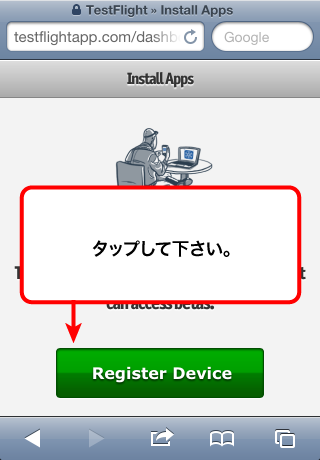 TestFlight » Install Apps
testflightapp.com/dashb
Google
Install Apps
タップして下さい。
can access betas.
Register Device